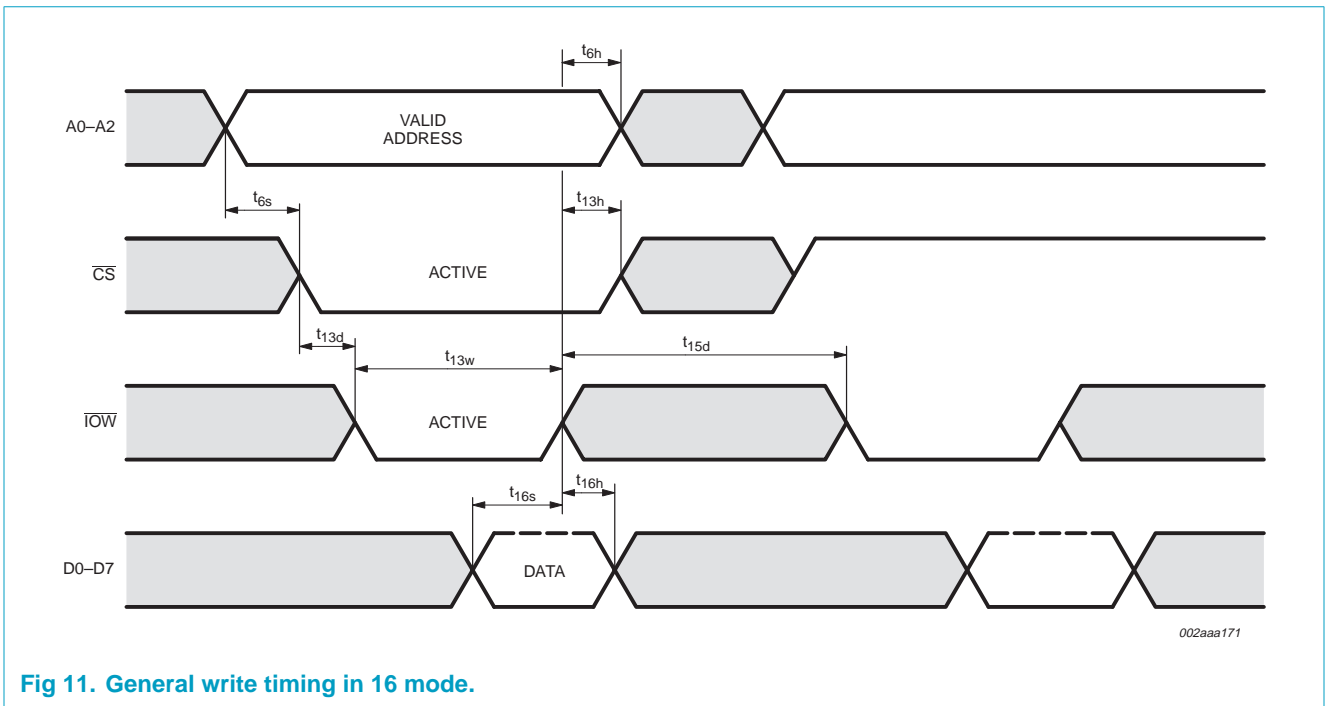 t6h
A0–A2
VALID
ADDRESS
t6s
t13h
CS
ACTIVE
t13d
t13w
t15d
IOW
ACTIVE
t16s
t16h
D0–D7
DATA
002aaa171
Fig 11. General write timing in 16 mode.